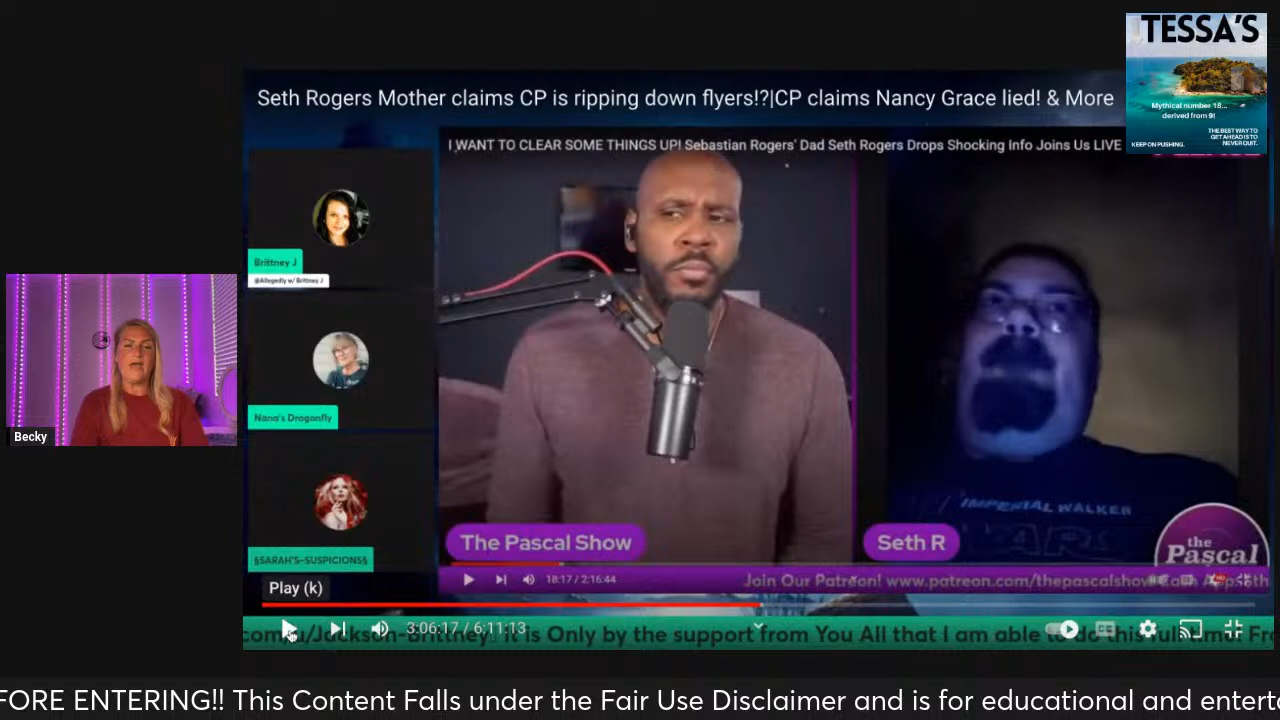 TESSA'S
Mythical number 18...
derived from 9!
THE BEST WAY TO
GET AHEAD IS TO
NEVER QUIT.
KEEP ON PUSHING.
Seth Rogers Mother claims CP is ripping down flyers!?|CP claims Nancy Grace lied! & More
I WANT TO CLEAR SOME THINGS UP! Sebastian Rogers' Dad Seth Rogers Drops Shocking Info Joins Us LIVE
Brittney J
@Allegedly w/ Brittney J
Nana's Dragonfly
§SARAH'S~SUSPICIONS§
Becky
IMPERIAL WALKER
The Pascal Show
Seth R
the
Pascal
18:17 / 2:16:44
Join Our Patreon! www.patreon.com/thepascalshow
Play (k)
3:06:17 / 6:11:13
com/u/Jackson-Brittney It is Only by the support from You All that I am able to do this full time! Fr
FORE ENTERING!! This Content Falls under the Fair Use Disclaimer and is for educational and enterta